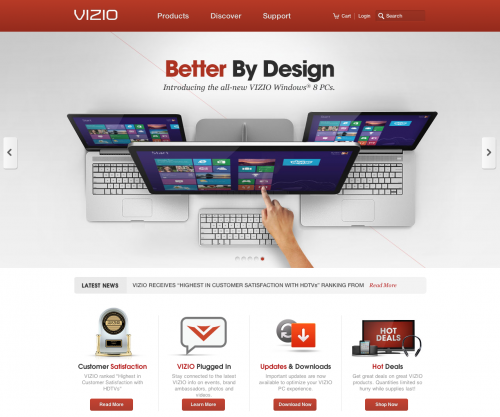 VIZIO
Products Discover Support
Cart Login Search
Better By Design
Introducing the all-new VIZIO Windows® 8 PCs.
Start
Start
LATEST NEWS VIZIO RECEIVES "HIGHEST IN CUSTOMER SATISFACTION WITH HDTVs" RANKING FROM Read More
HOT
DEALS
Customer Satisfaction
VIZIO ranked "Highest in
Customer Satisfaction with
HDTVs"
Read More
VIZIO Plugged In
Stay connected to the latest
VIZIO info on events, brand
ambassadors, photos and
videos.
Learn More
Updates & Downloads
Important updates are now
available to optimize your VIZIO
PC experience.
Download Now
Hot Deals
Get great deals on great VIZIO
products. Quantities limited so
hurry while supplies last!
Shop Now